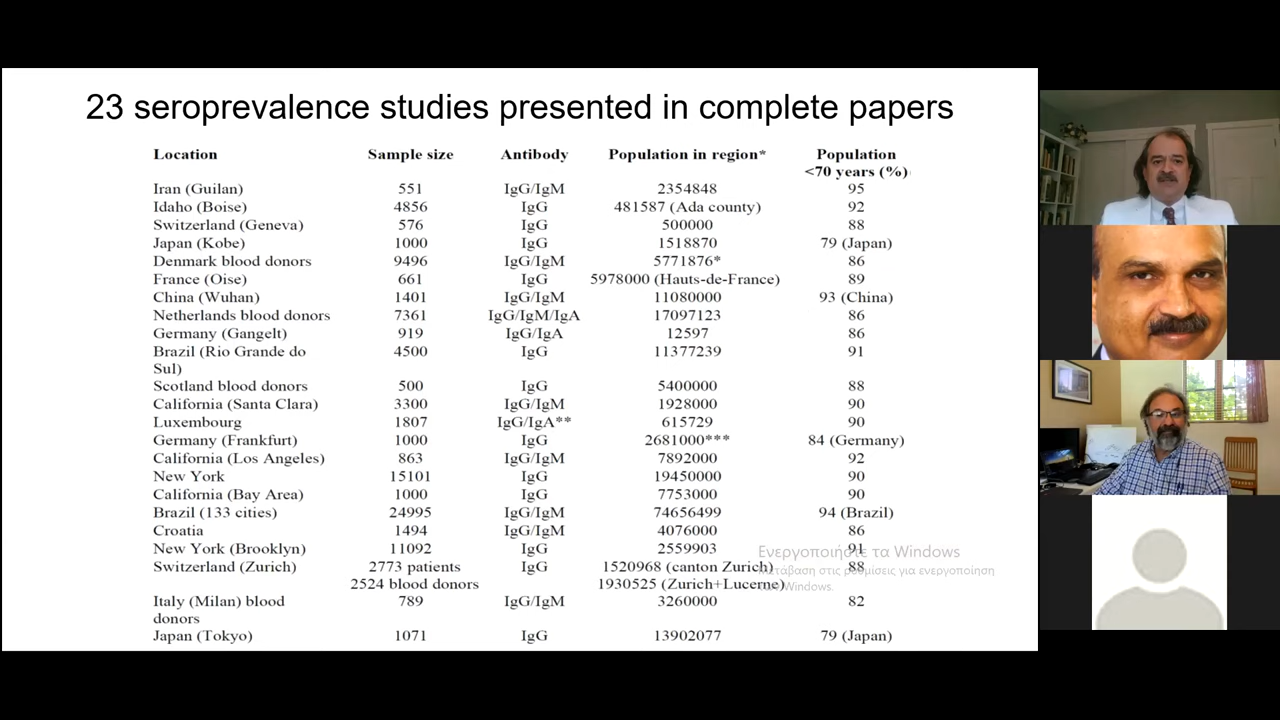 23 seroprevalence studies presented in complete papers
Location Sample size Antibody Population in region* Population
<70 years (%)
Iran (Guilan) 551 IgG/IgM 2354848 95
Idaho (Boise) 4856 IgG 481587 (Ada county) 92
Switzerland (Geneva) 576 IgG 500000 88
Japan (Kobe) 1000 IgG 1518870 79 (Japan)
Denmark blood donors 9496 IgG/IgM 5771876* 86
France (Oise) 661 IgG 5978000 (Hauts-de-France) 89
China (Wuhan) 1401 IgG/IgM 11080000 93 (China)
Netherlands blood donors 7361 IgG/IgM/IgA 17097123 86
Germany (Gangelt) 919 IgG/IgA 12597 86
Brazil (Rio Grande do 4500 IgG 11377239 91
Sul)
Scotland blood donors 500 IgG 5400000 88
California (Santa Clara) 3300 IgG/IgM 1928000 90
Luxembourg 1807 IgG/IgA** 615729 90
Germany (Frankfurt) 1000 IgG 2681000*** 84 (Germany)
California (Los Angeles) 863 IgG/IgM 7892000 92
New York 15101 IgG 19450000 90
California (Bay Area) 1000 IgG 7753000 90
Brazil (133 cities) 24995 IgG/IgM 74656499 94 (Brazil)
Croatia 1494 IgG/IgM 4076000 86
New York (Brooklyn) 11092 IgG 2559903 91
Ενεργοποιήστε τα Windows
Switzerland (Zurich) 2773 patients IgG 1520968 (canton Zurich) 88
Μετάβαση στις ρυθμίσεις για ενεργοποίηση
2524 blood donors 1930525 (Zurich+Lucerne)
των Windows.
Italy (Milan) blood 789 IgG/IgM 3260000 82
donors
Japan (Tokyo) 1071 IgG 13902077 79 (Japan)